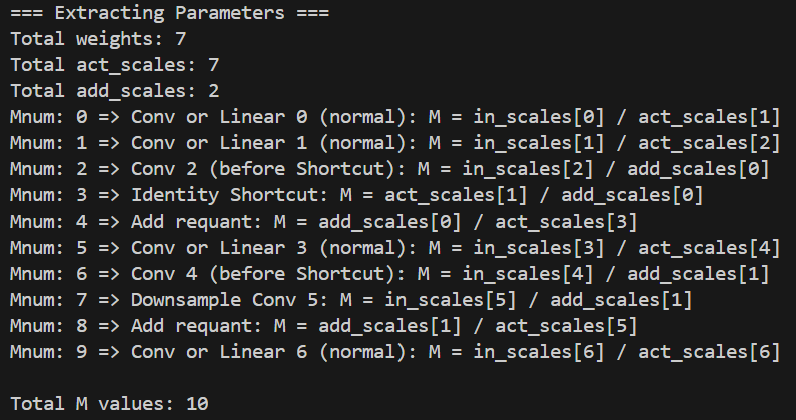 === Extracting Parameters ===
Total weights: 7
Total act_scales: 7
Total add_scales: 2
Mnum: 0 => Conv or Linear 0 (normal): M = in_scales[0] / act_scales[1]
Mnum: 1 => Conv or Linear 1 (normal): M = in_scales[1] / act_scales[2]
Mnum: 2 => Conv 2 (before Shortcut): M = in_scales[2] / add_scales[0]
Mnum: 3 => Identity Shortcut: M = act_scales[1] / add_scales[0]
Mnum: 4 => Add requant: M = add_scales[0] / act_scales[3]
Mnum: 5 => Conv or Linear 3 (normal): M = in_scales[3] / act_scales[4]
Mnum: 6 => Conv 4 (before Shortcut): M = in_scales[4] / add_scales[1]
Mnum: 7 => Downsample Conv 5: M = in_scales[5] / add_scales[1]
Mnum: 8 => Add requant: M = add_scales[1] / act_scales[5]
Mnum: 9 => Conv or Linear 6 (normal): M = in_scales[6] / act_scales[6]
Total M values: 10